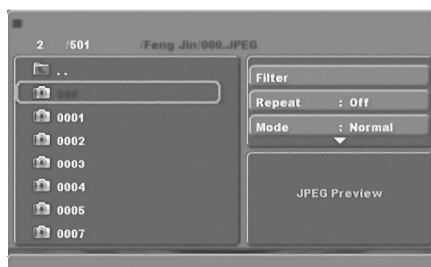 2 /501 /Feng Jin/000.JPEG
..
000
0001
0002
0003
0004
0005
0007
Filter
Repeat : Off
Mode : Normal
JPEG Preview